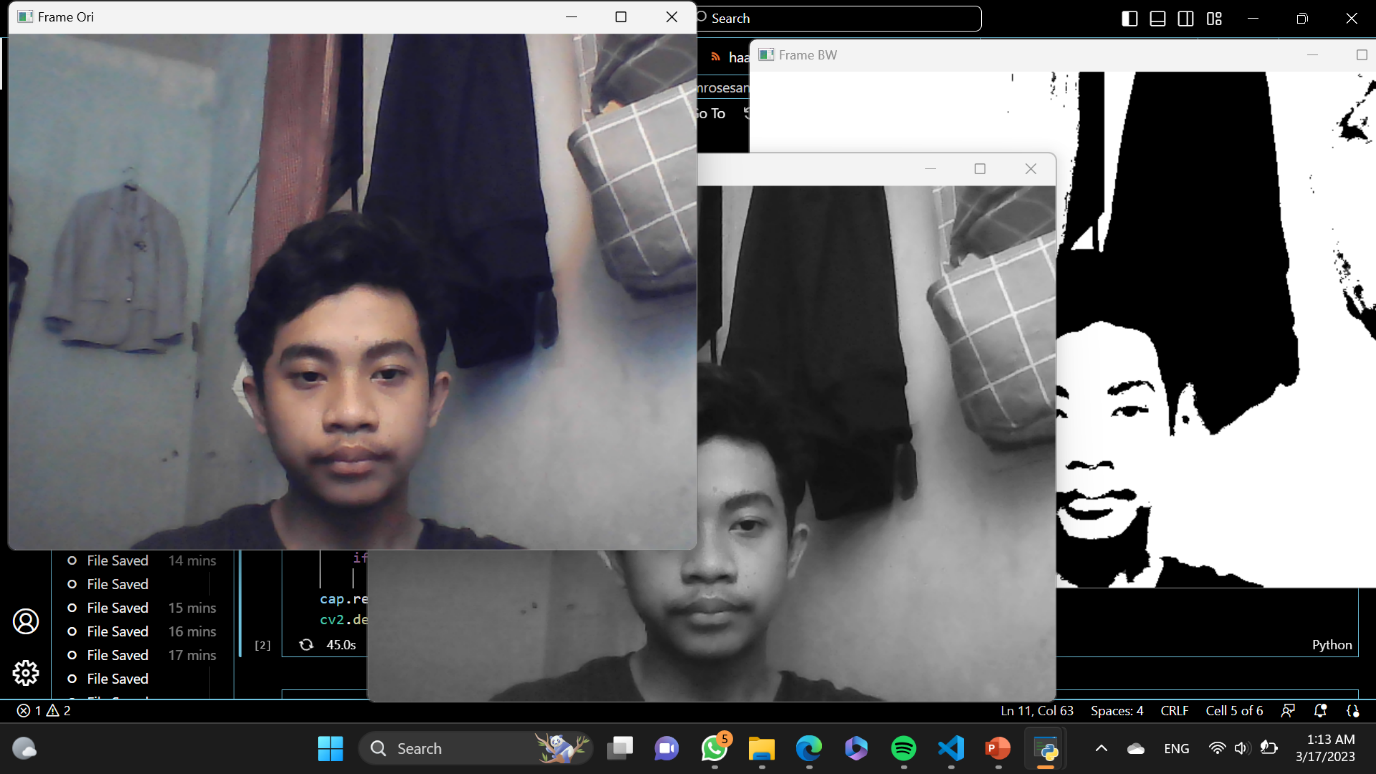 Frame Ori
Search
haa
Frame BW
mrosesan
Go To
File Saved 14 mins
File Saved
File Saved 15 mins
File Saved 16 mins
File Saved 17 mins
File Saved
if
cap.re
cv2.de
[2]
45.0s
Python
1 2
Ln 11, Col 63 Spaces: 4 CRLF Cell 5 of 6
Search
5
ENG
1:13 AM
3/17/2023